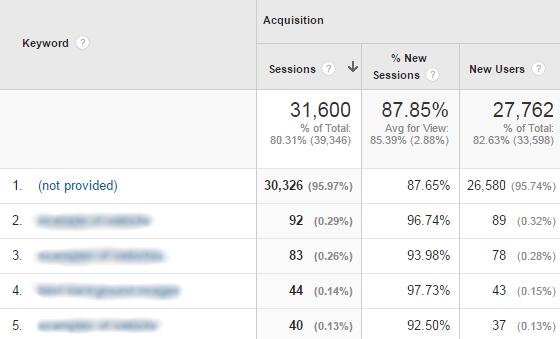 Acquisition
Keyword ?
Sessions ?
% New
Sessions ?
New Users ?
31,600 87.85% 27,762
% of Total: Avg for View: % of Total:
80.31% (39,346) 85.39% (2.88%) 82.63% (33,598)
1. (not provided) 30,326 (95.97%) 87.65% 26,580 (95.74%)
2. 92 (0.29%) 96.74% 89 (0.32%)
3. 83 (0.26%) 93.98% 78 (0.28%)
4. 44 (0.14%) 97.73% 43 (0.15%)
5. 40 (0.13%) 92.50% 37 (0.13%)